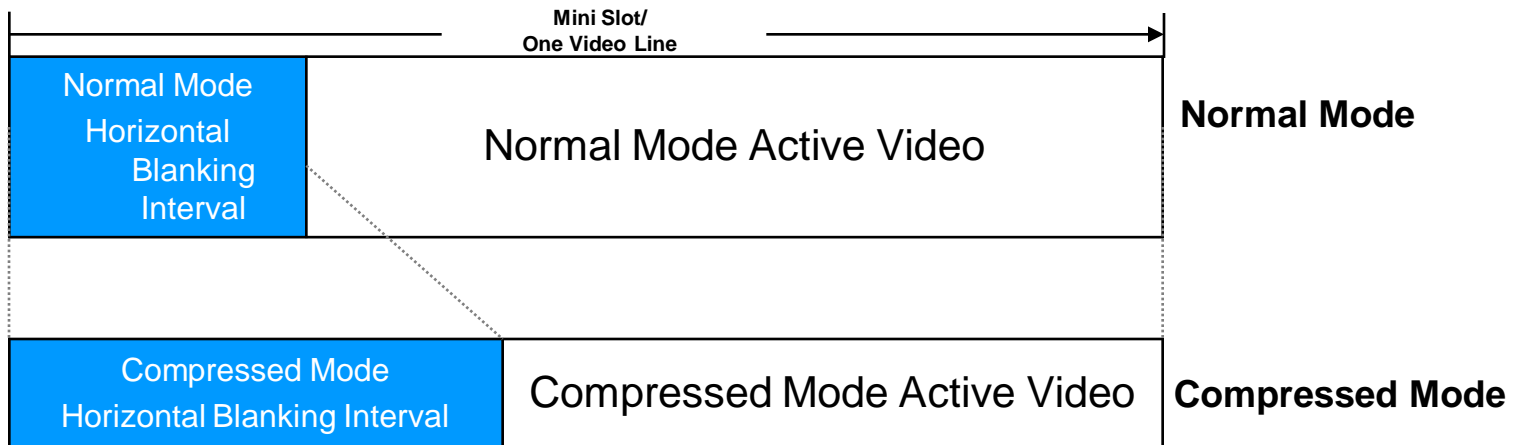 Mini Slot/
One Video Line
Normal Mode
Horizontal
Blanking
Interval
Normal Mode Active Video
Normal Mode
Compressed Mode
Horizontal Blanking Interval
Compressed Mode Active Video
Compressed Mode